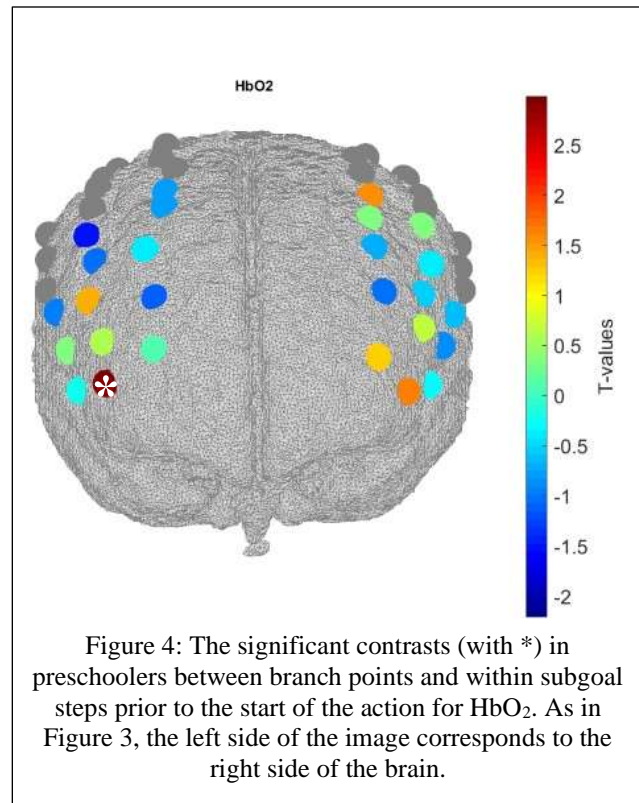 HbO2
2.5
2
1.5
1
0.5
0
-0.5
-1
-1.5
-2
T-values
*
Figure 4: The significant contrasts (with *) in
preschoolers between branch points and within subgoal
steps prior to the start of the action for HbO₂. As in
Figure 3, the left side of the image corresponds to the
right side of the brain.